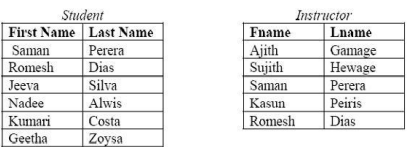 Student
First Name Last Name
Saman Perera
Romesh Dias
Jeeva Silva
Nadee Alwis
Kumari Costa
Geetha Zoysa
Instructor
Fname Lname
Ajith Gamage
Sujith Hewage
Saman Perera
Kasun Peiris
Romesh Dias